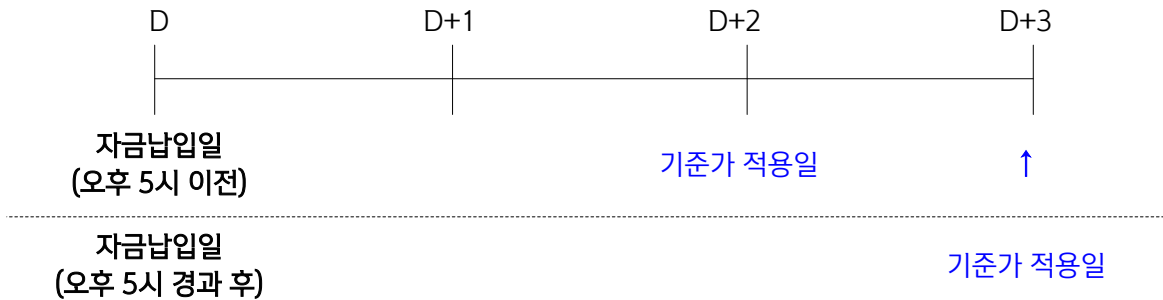 D D+1 D+2 D+3
자금납입일
(오후 5시 이전)
기준가 적용일 ↑
자금납입일
(오후 5시 경과 후)
기준가 적용일